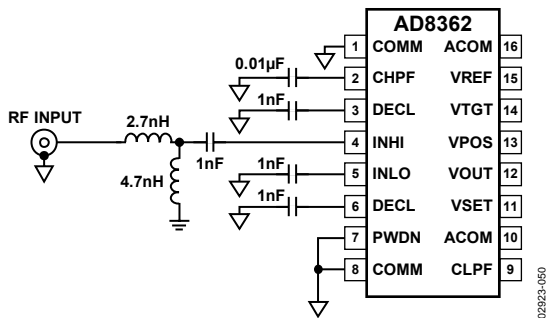 AD8362
1 COMM ACOM 16
0.01µF
2 CHPF VREF 15
1nF
3 DECL VTGT 14
RF INPUT
2.7nH
1nF
4 INHI VPOS 13
4.7nH
1nF
5 INLO VOUT 12
1nF
6 DECL VSET 11
7 PWDN ACOM 10
8 COMM CLPF 9
02923-050